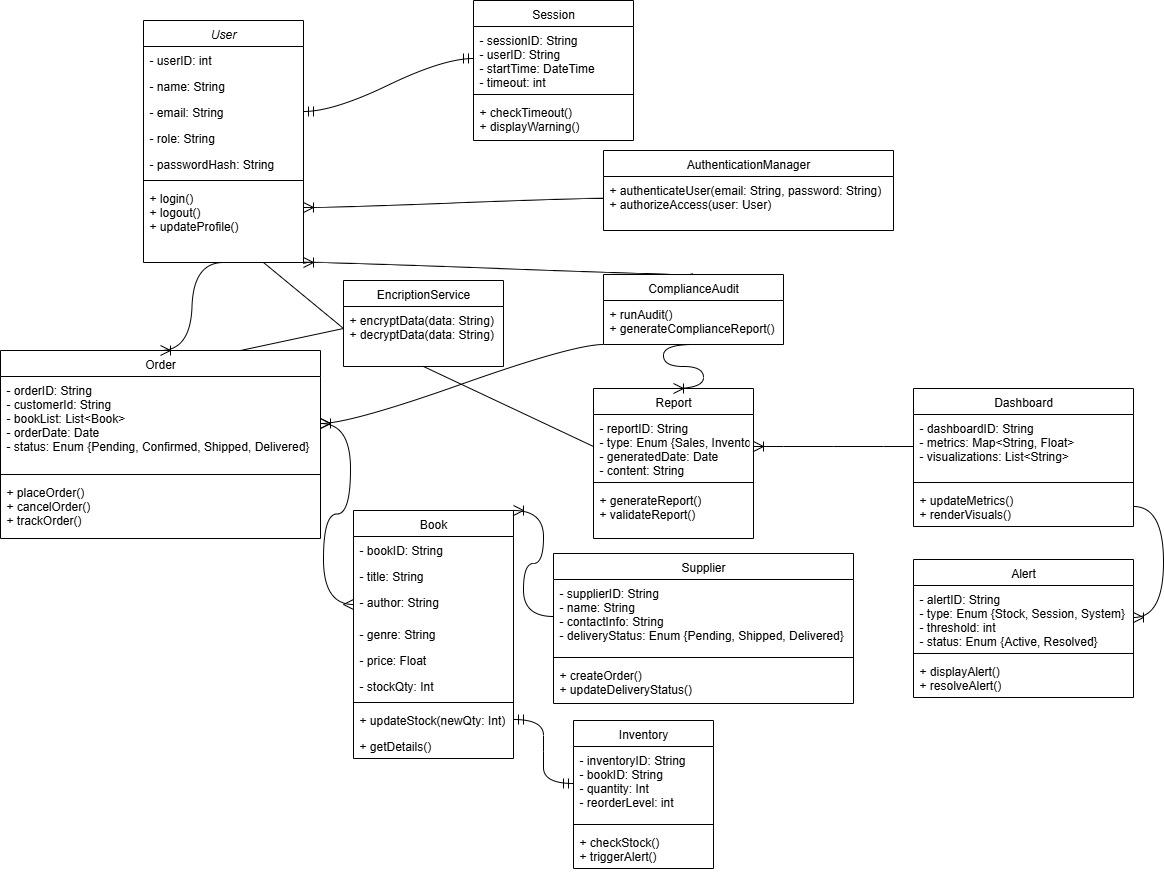 User
- userID: int
- name: String
- email: String
- role: String
- passwordHash: String
+ login()
+ logout()
+ updateProfile()
Session
- sessionID: String
- userID: String
- startTime: DateTime
- timeout: int
+ checkTimeout()
+ displayWarning()
AuthenticationManager
+ authenticateUser(email: String, password: String)
+ authorizeAccess(user: User)
EncriptionService
+ encryptData(data: String)
+ decryptData(data: String)
ComplianceAudit
+ runAudit()
+ generateComplianceReport()
Order
- orderID: String
- customerId: String
- bookList: List<Book>
- orderDate: Date
- status: Enum {Pending, Confirmed, Shipped, Delivered}
+ placeOrder()
+ cancelOrder()
+ trackOrder()
Report
- reportID: String
- type: Enum {Sales, Invento
- generatedDate: Date
- content: String
+ generateReport()
+ validateReport()
Dashboard
- dashboardID: String
- metrics: Map<String, Float>
- visualizations: List<String>
+ updateMetrics()
+ renderVisuals()
Book
- bookID: String
- title: String
- author: String
- genre: String
- price: Float
- stockQty: Int
+ updateStock(newQty: Int)
+ getDetails()
Supplier
- supplierID: String
- name: String
- contactInfo: String
- deliveryStatus: Enum {Pending, Shipped, Delivered}
+ createOrder()
+ updateDeliveryStatus()
Alert
- alertID: String
- type: Enum {Stock, Session, System}
- threshold: int
- status: Enum {Active, Resolved}
+ displayAlert()
+ resolveAlert()
Inventory
- inventoryID: String
- bookID: String
- quantity: Int
- reorderLevel: int
+ checkStock()
+ triggerAlert()